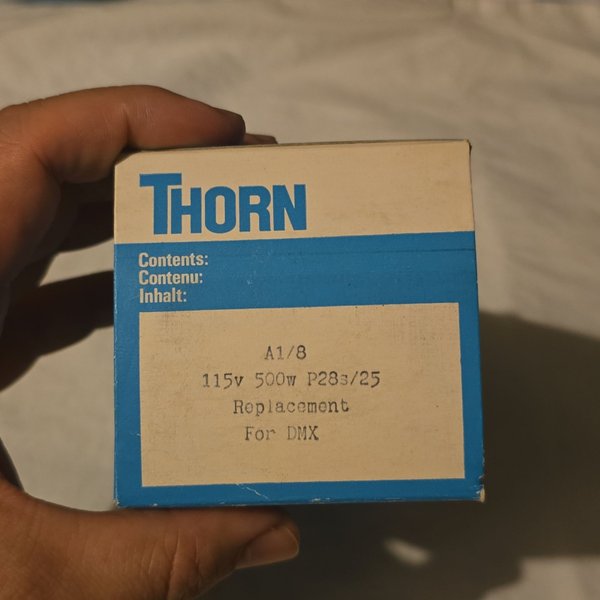 THORN
Contents:
Contenu:
Inhalt:
A1/8
115v 500w P28s/25
Replacement
For DMX